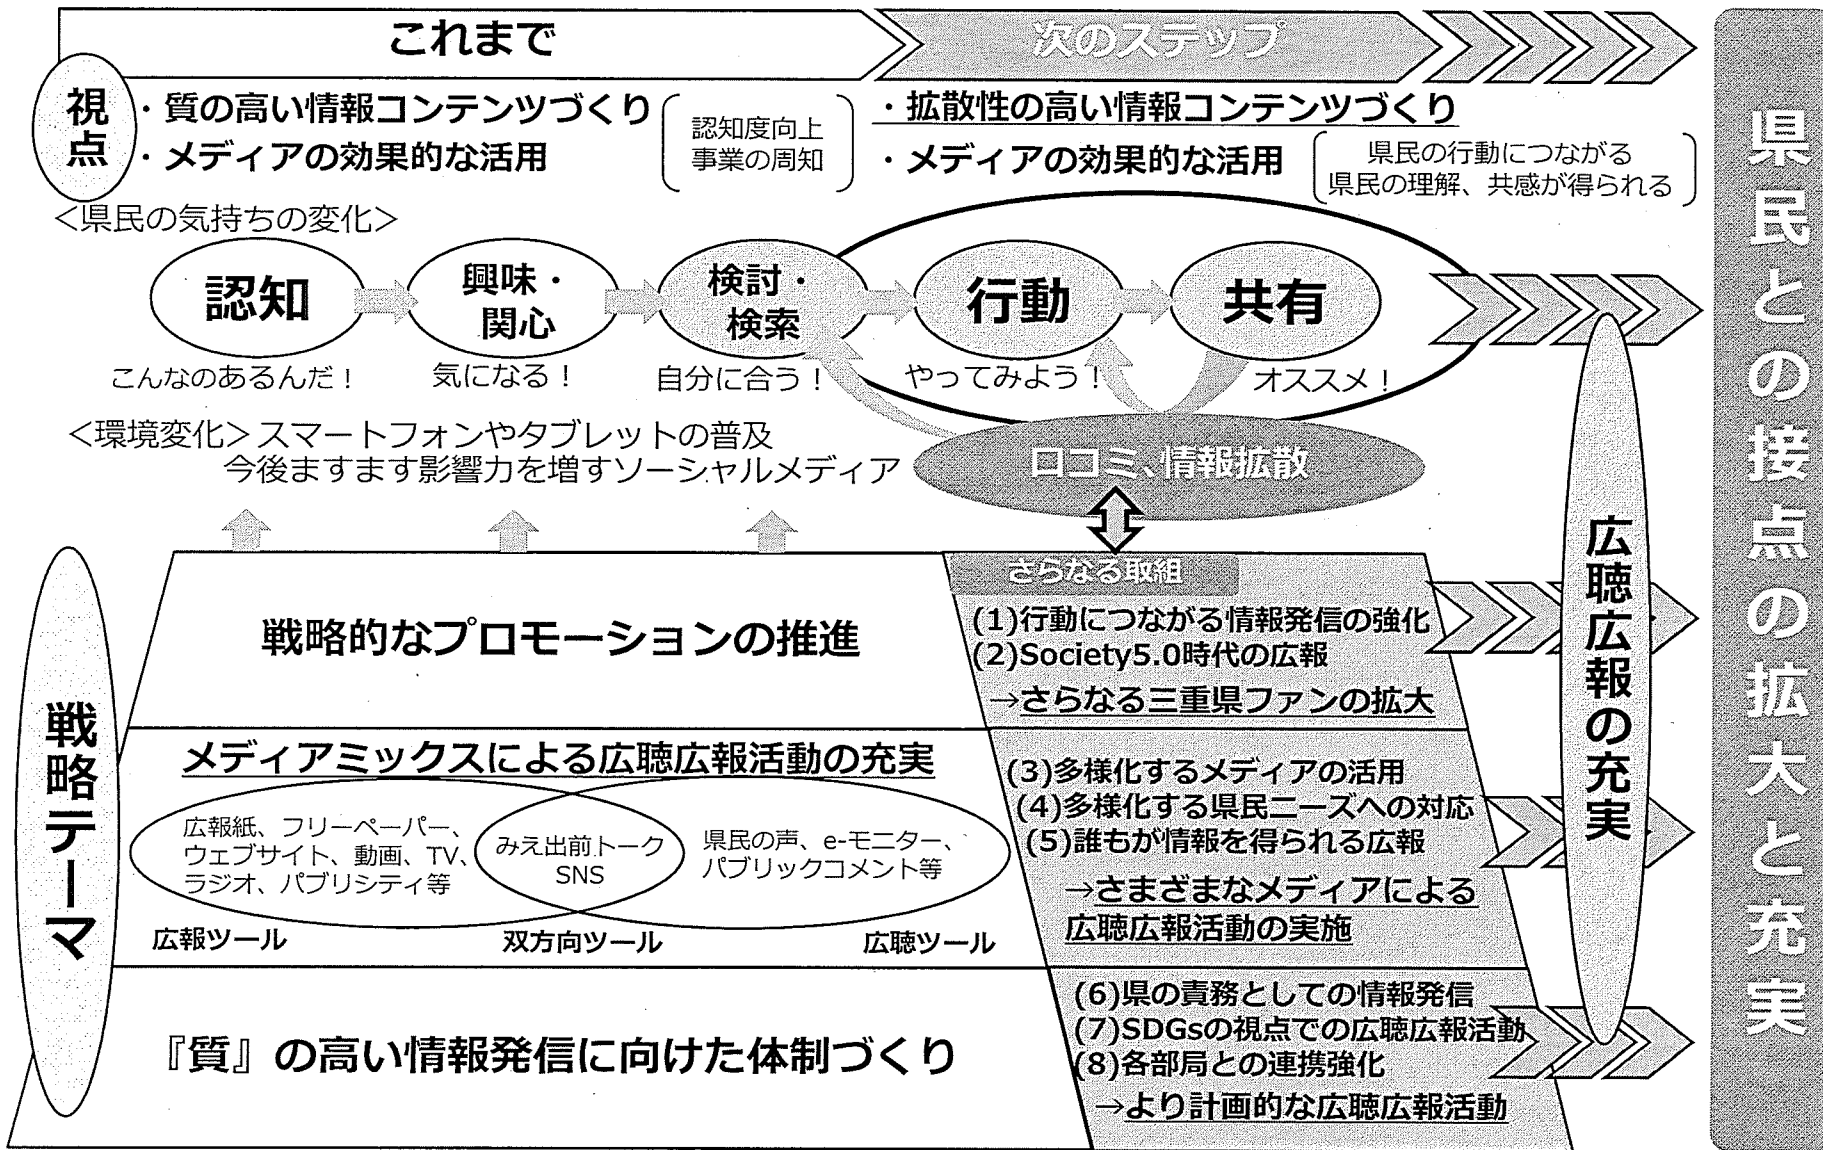 これまで
次のステップ
視点
・質の高い情報コンテンツづくり
・メディアの効果的な活用
認知度向上
事業の周知
・拡散性の高い情報コンテンツづくり
・メディアの効果的な活用
県民の行動につながる
県民の理解、共感が得られる
<県民の気持ちの変化>
認知
興味・
関心
検討・
検索
行動
共有
こんなのあるんだ！
気になる！
自分に合う！
やってみよう！
オススメ！
<環境変化>スマートフォンやタブレットの普及
今後ますます影響力を増すソーシャルメディア
口コミ、情報拡散
戦略テーマ
戦略的なプロモーションの推進
さらなる取組
(1)行動につながる情報発信の強化
(2)Society5.0時代の広報
→さらなる三重県ファンの拡大
メディアミックスによる広聴広報活動の充実
広報紙、フリーペーパー、
ウェブサイト、動画、TV、
ラジオ、パブリシティ等
みえ出前トーク
SNS
県民の声、e-モニター、
パブリックコメント等
広報ツール
双方向ツール
広聴ツール
(3)多様化するメディアの活用
(4)多様化する県民ニーズへの対応
(5)誰もが情報を得られる広報
→さまざまなメディアによる
広聴広報活動の実施
『質』の高い情報発信に向けた体制づくり
(6)県の責務としての情報発信
(7)SDGsの視点での広聴広報活動
(8)各部局との連携強化
→より計画的な広聴広報活動
広聴広報の充実
県民との接点の拡大と充実